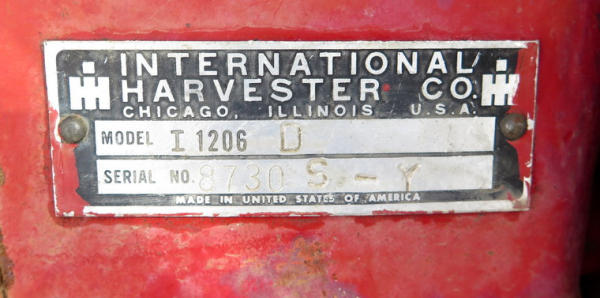 INTERNATIONAL
HARVESTER CO.
CHICAGO, ILLINOIS U.S.A.
MODEL I 1206 D
SERIAL NO. 8730 S - Y
MADE IN UNITED STATES OF AMERICA